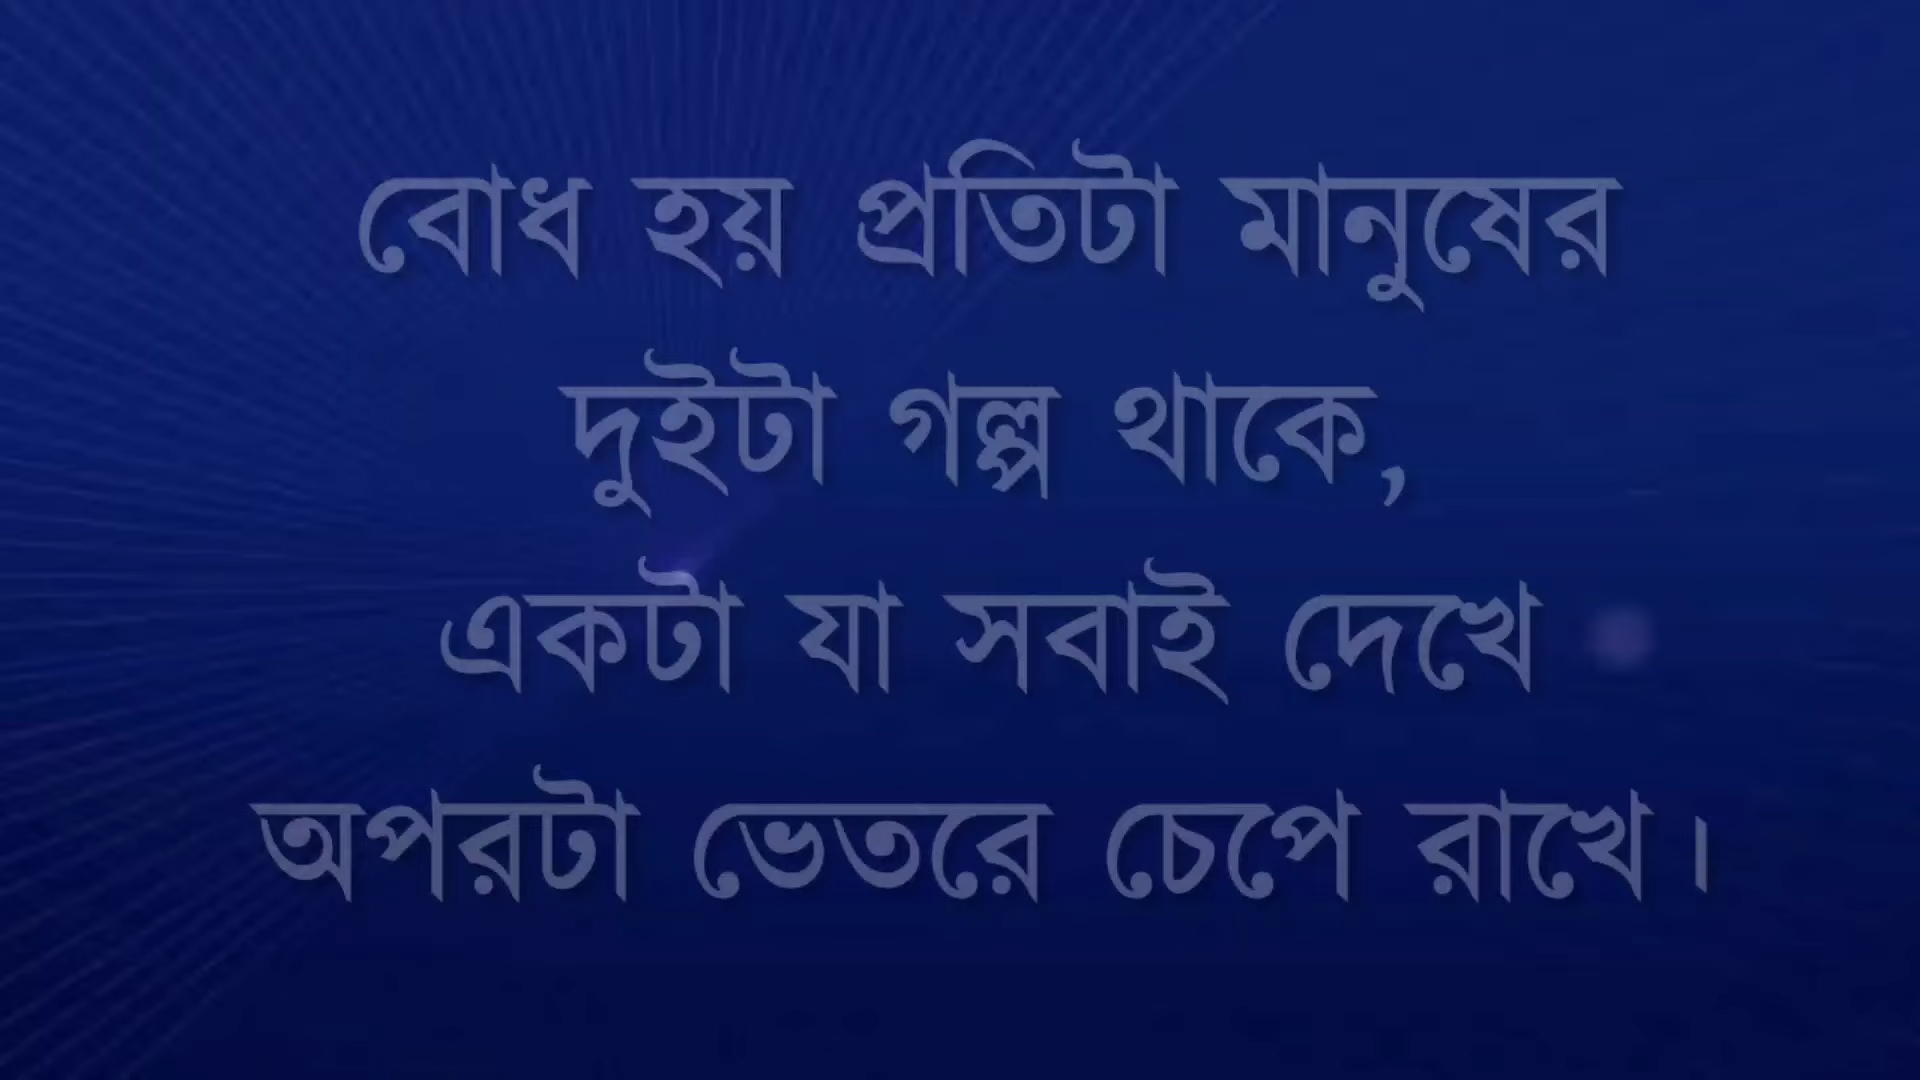 বোধ হয় প্রতিটা মানুষের
দুইটা গল্প থাকে,
একটা যা সবাই দেখে
অপরটা ভেতরে চেপে রাখে।